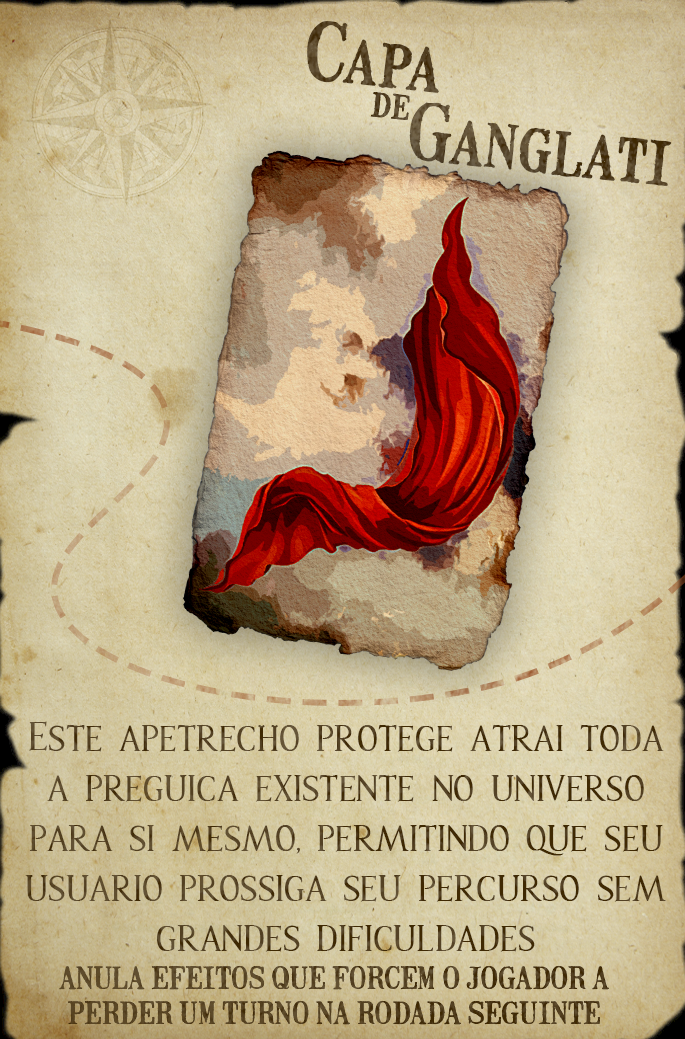 Capa
de
Ganglati
Este apetrecho protege atrai toda
a preguica existente no universo
para si mesmo, permitindo que seu
usuario prossiga seu percurso sem
grandes dificuldades
ANULA EFEITOS QUE FORCEM O JOGADOR A
PERDER UM TURNO NA RODADA SEGUINTE